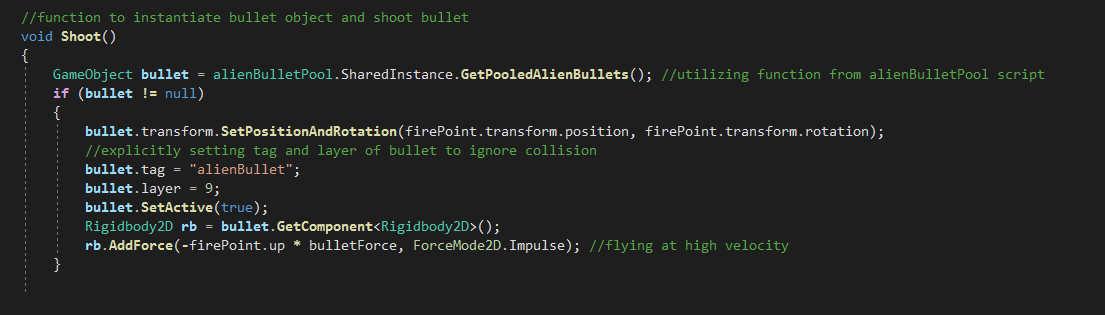 //function to instantiate bullet object and shoot bullet
void Shoot()
{
    GameObject bullet = alienBulletPool.SharedInstance.GetPooledAlienBullets(); //utilizing function from alienBulletPool script
    if (bullet != null)
    {
        bullet.transform.SetPositionAndRotation(firePoint.transform.position, firePoint.transform.rotation);
        //explicitly setting tag and layer of bullet to ignore collision
        bullet.tag = "alienBullet";
        bullet.layer = 9;
        bullet.SetActive(true);
        Rigidbody2D rb = bullet.GetComponent<Rigidbody2D>();
        rb.AddForce(-firePoint.up * bulletForce, ForceMode2D.Impulse); //flying at high velocity
    }